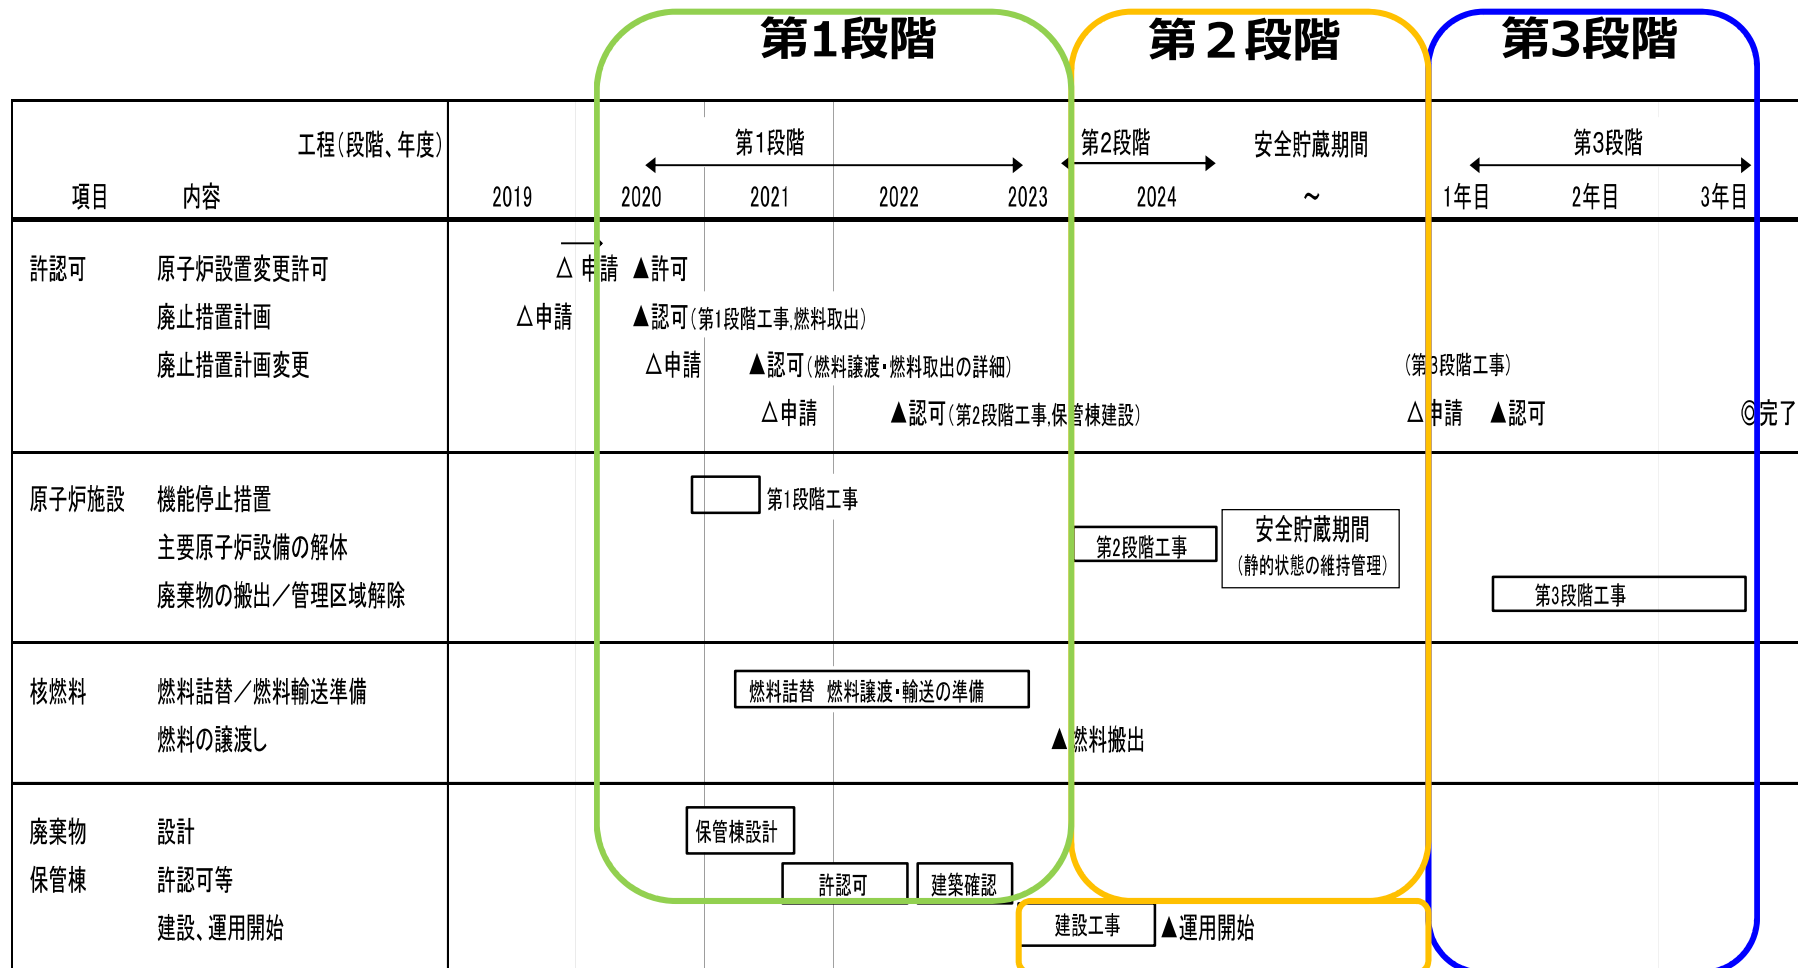 第1段階 第２段階 第3段階
工程(段階、年度) 第1段階 第2段階 安全貯蔵期間 第3段階
項目 内容 2019 2020 2021 2022 2023 2024 ～ 1年目 2年目 3年目
許認可 原子炉設置変更許可 △ 申請 ▲許可
廃止措置計画 △申請 ▲認可(第1段階工事,燃料取出)
廃止措置計画変更 △申請 ▲認可(燃料譲渡・燃料取出の詳細) (第3段階工事)
△申請 ▲認可(第2段階工事,保管棟建設) △申請 ▲認可 ◎完了
原子炉施設 機能停止措置 第1段階工事
主要原子炉設備の解体 第2段階工事 安全貯蔵期間
(静的状態の維持管理)
廃棄物の搬出／管理区域解除 第3段階工事
核燃料 燃料詰替／燃料輸送準備 燃料詰替 燃料譲渡・輸送の準備
燃料の譲渡し ▲燃料搬出
廃棄物 設計 保管棟設計
保管棟 許認可等 許認可 建築確認
建設、運用開始 建設工事 ▲運用開始